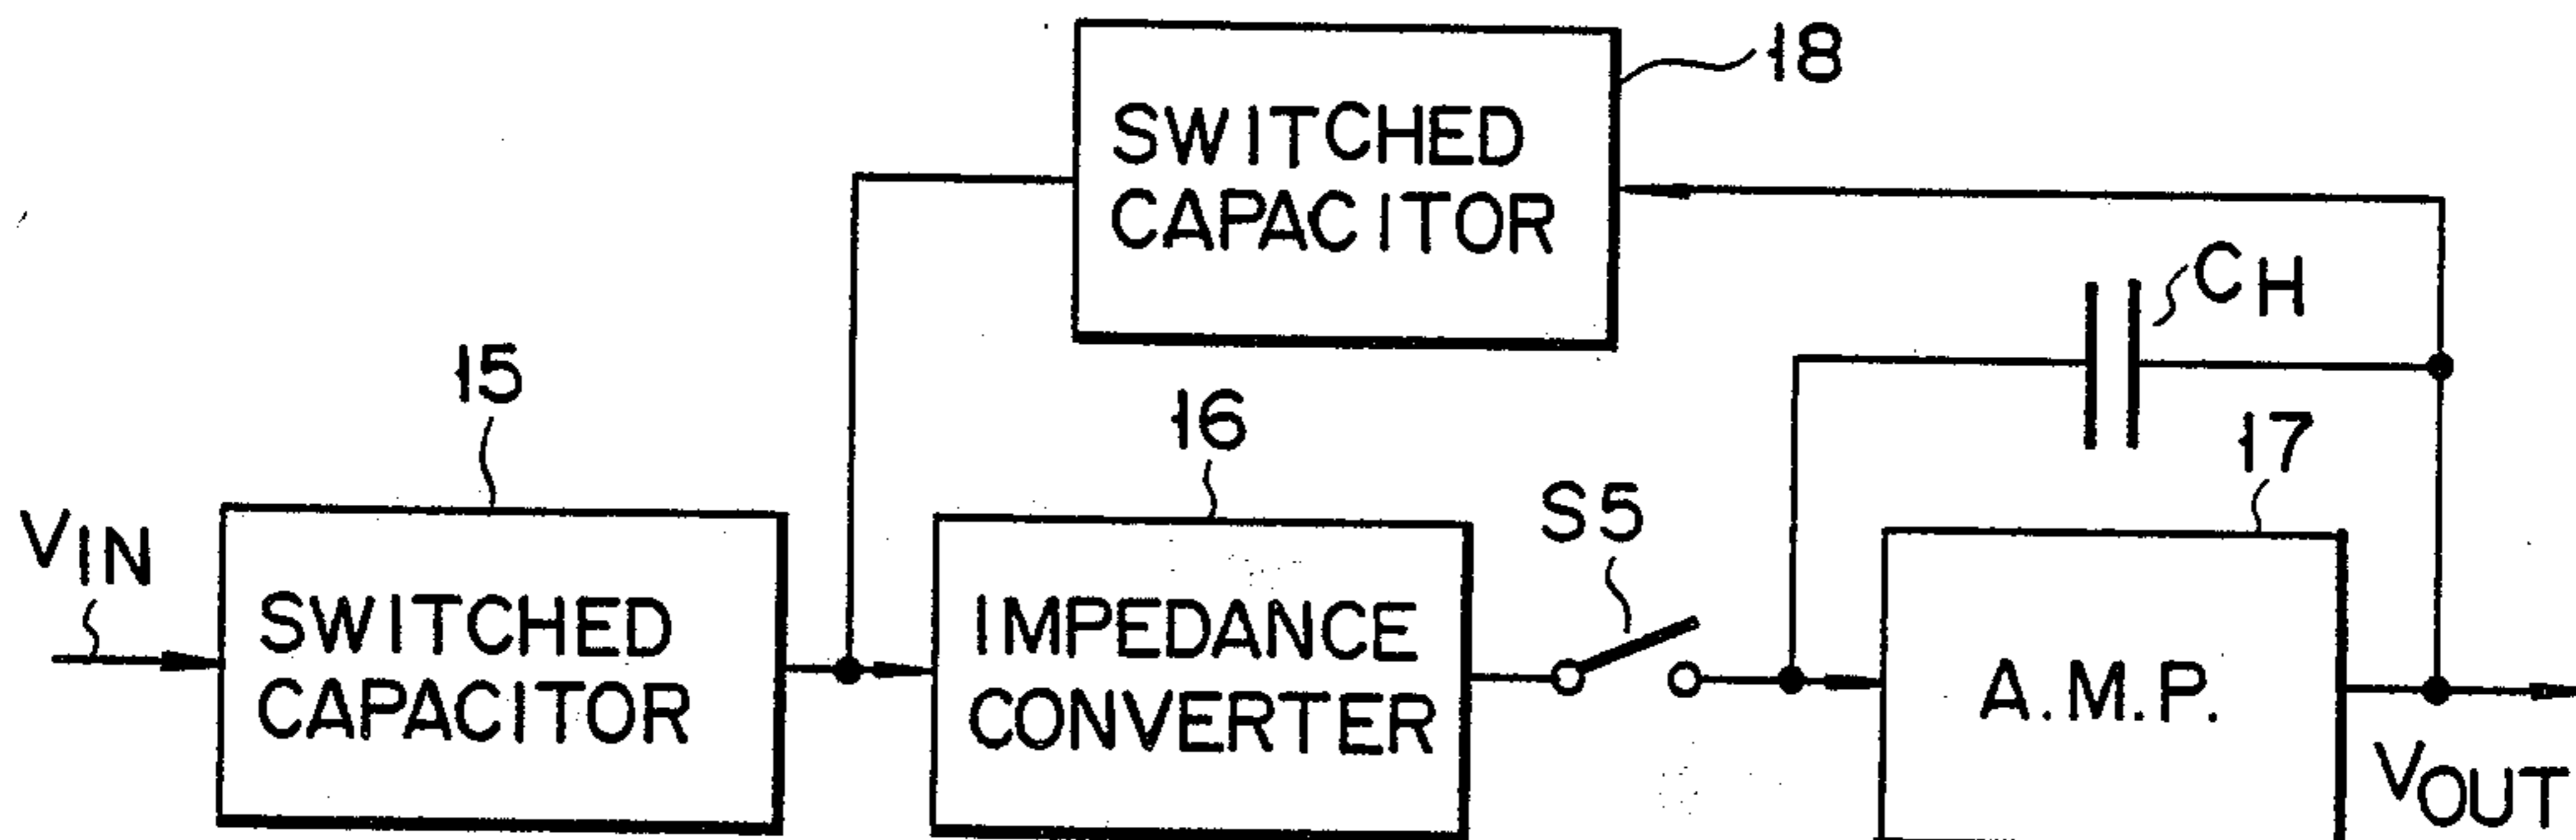 18
SWITCHED
CAPACITOR
CH
15
16
17
S5
VIN
SWITCHED
CAPACITOR
IMPEDANCE
CONVERTER
A.M.P.
VOUT